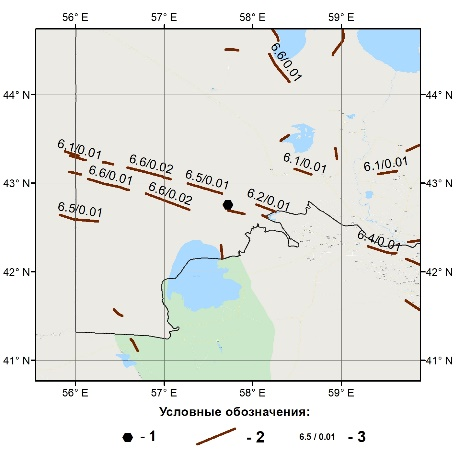 56° E 57° E 58° E 59° E
6.6/0.01
44° N 44° N
6.1/0.01
6.6/0.02
6.1/0.01
6.1/0.01
6.6/0.01
6.5/0.01
43° N 43° N
6.6/0.02
6.2/0.01
6.5/0.01
6.4/0.01
42° N 42° N
41° N 41° N
56° E 57° E 58° E 59° E
Условные обозначения:
- 1 - 2 6.5 / 0.01 - 3